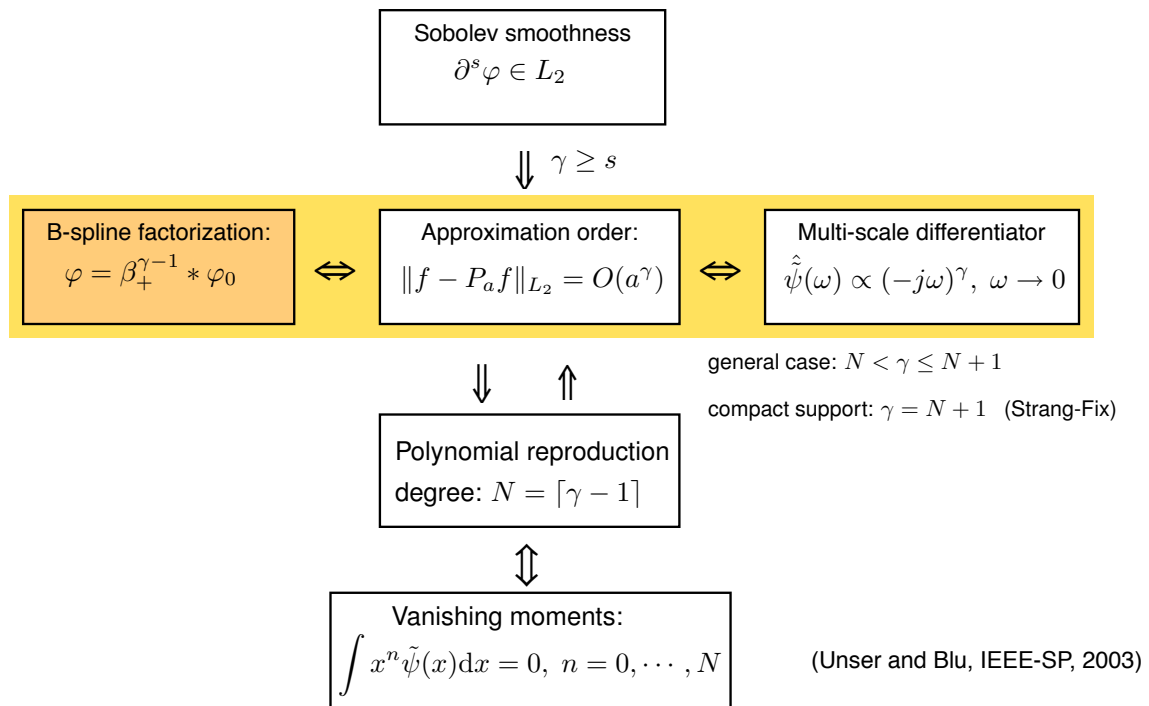 Sobolev smoothness
∂^s φ ∈ L_2
⇓ γ ≥ s
B-spline factorization:
φ = β_+^{γ−1} * φ_0
⇔
Approximation order:
‖f − P_a f‖_{L_2} = O(a^γ)
⇔
Multi-scale differentiator
\hat{\tilde{ψ}}(ω) ∝ (−jω)^γ, ω → 0
⇓ ⇑
general case: N < γ ≤ N + 1
compact support: γ = N + 1 (Strang-Fix)
Polynomial reproduction
degree: N = ⌈γ − 1⌉
⇕
Vanishing moments:
∫ x^n \tilde{ψ}(x)dx = 0, n = 0, ⋯ , N
(Unser and Blu, IEEE-SP, 2003)